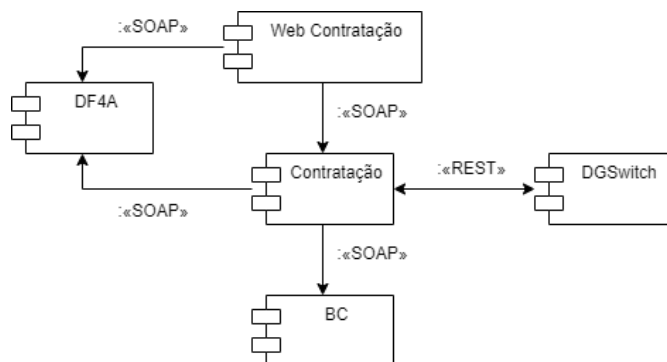 :«SOAP»
Web Contratação
DF4A
:«SOAP»
Contratação
:«REST»
DGSwitch
:«SOAP»
:«SOAP»
BC